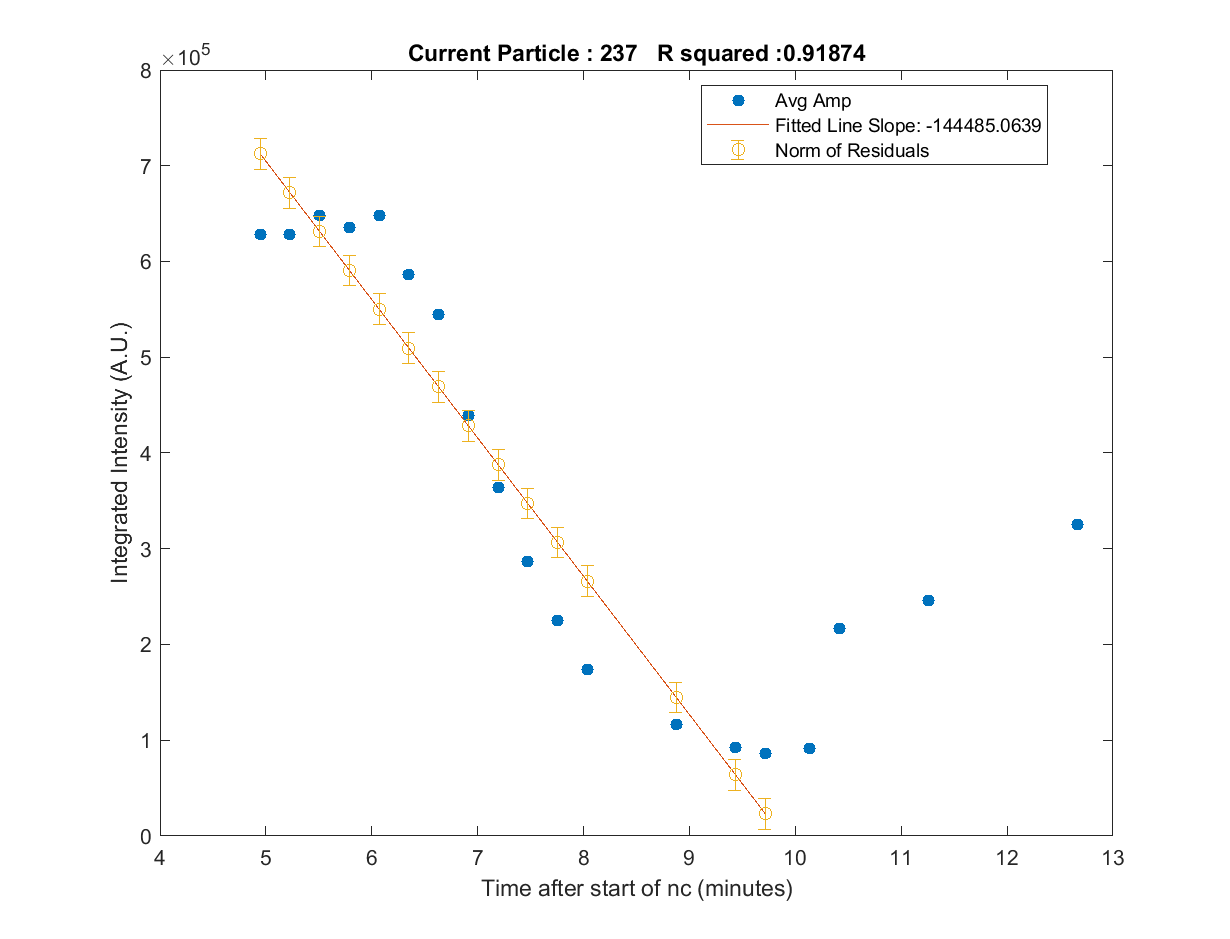 Current Particle : 237 R squared :0.91874
×10^5
8
7
6
5
4
3
2
1
0
Integrated Intensity (A.U.)
Avg Amp
Fitted Line Slope: -144485.0639
Norm of Residuals
4 5 6 7 8 9 10 11 12 13
Time after start of nc (minutes)